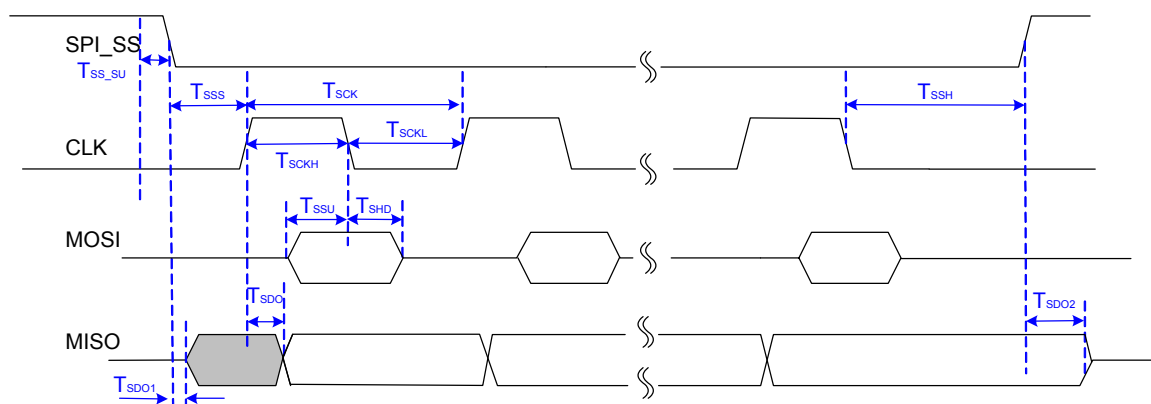 SPI_SS
TSS_SU
TSSS
TSCK
TSSH
CLK
TSCKH
TSCKL
TSSU
TSHD
MOSI
TSDO
TSDO2
MISO
TSDO1